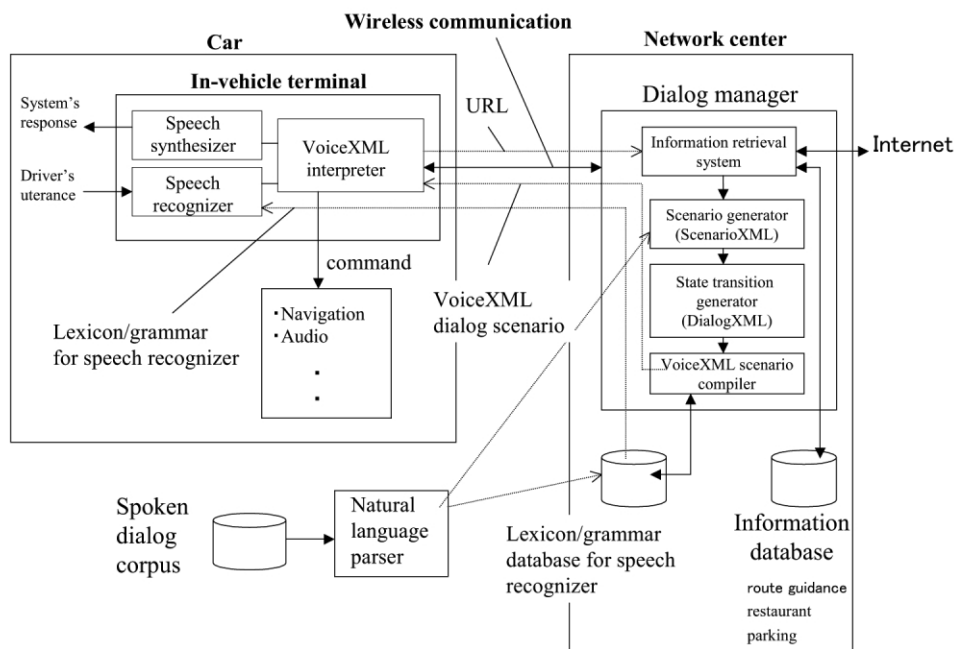 Wireless communication
Car
Network center
In-vehicle terminal
System's
response
Speech
synthesizer
VoiceXML
interpreter
Driver's
uterance
Speech
recognizer
URL
Dialog manager
Information retrieval
system
Internet
Scenario generator
(ScenarioXML)
State transition
generator
(DialogXML)
VoiceXML scenario
compiler
command
・Navigation
・Audio
・
・
Lexicon/grammar
for speech recognizer
VoiceXML
dialog scenario
Spoken
dialog
corpus
Natural
language
parser
Lexicon/grammar
database for speech
recognizer
Information
database
route guidance
restaurant
parking